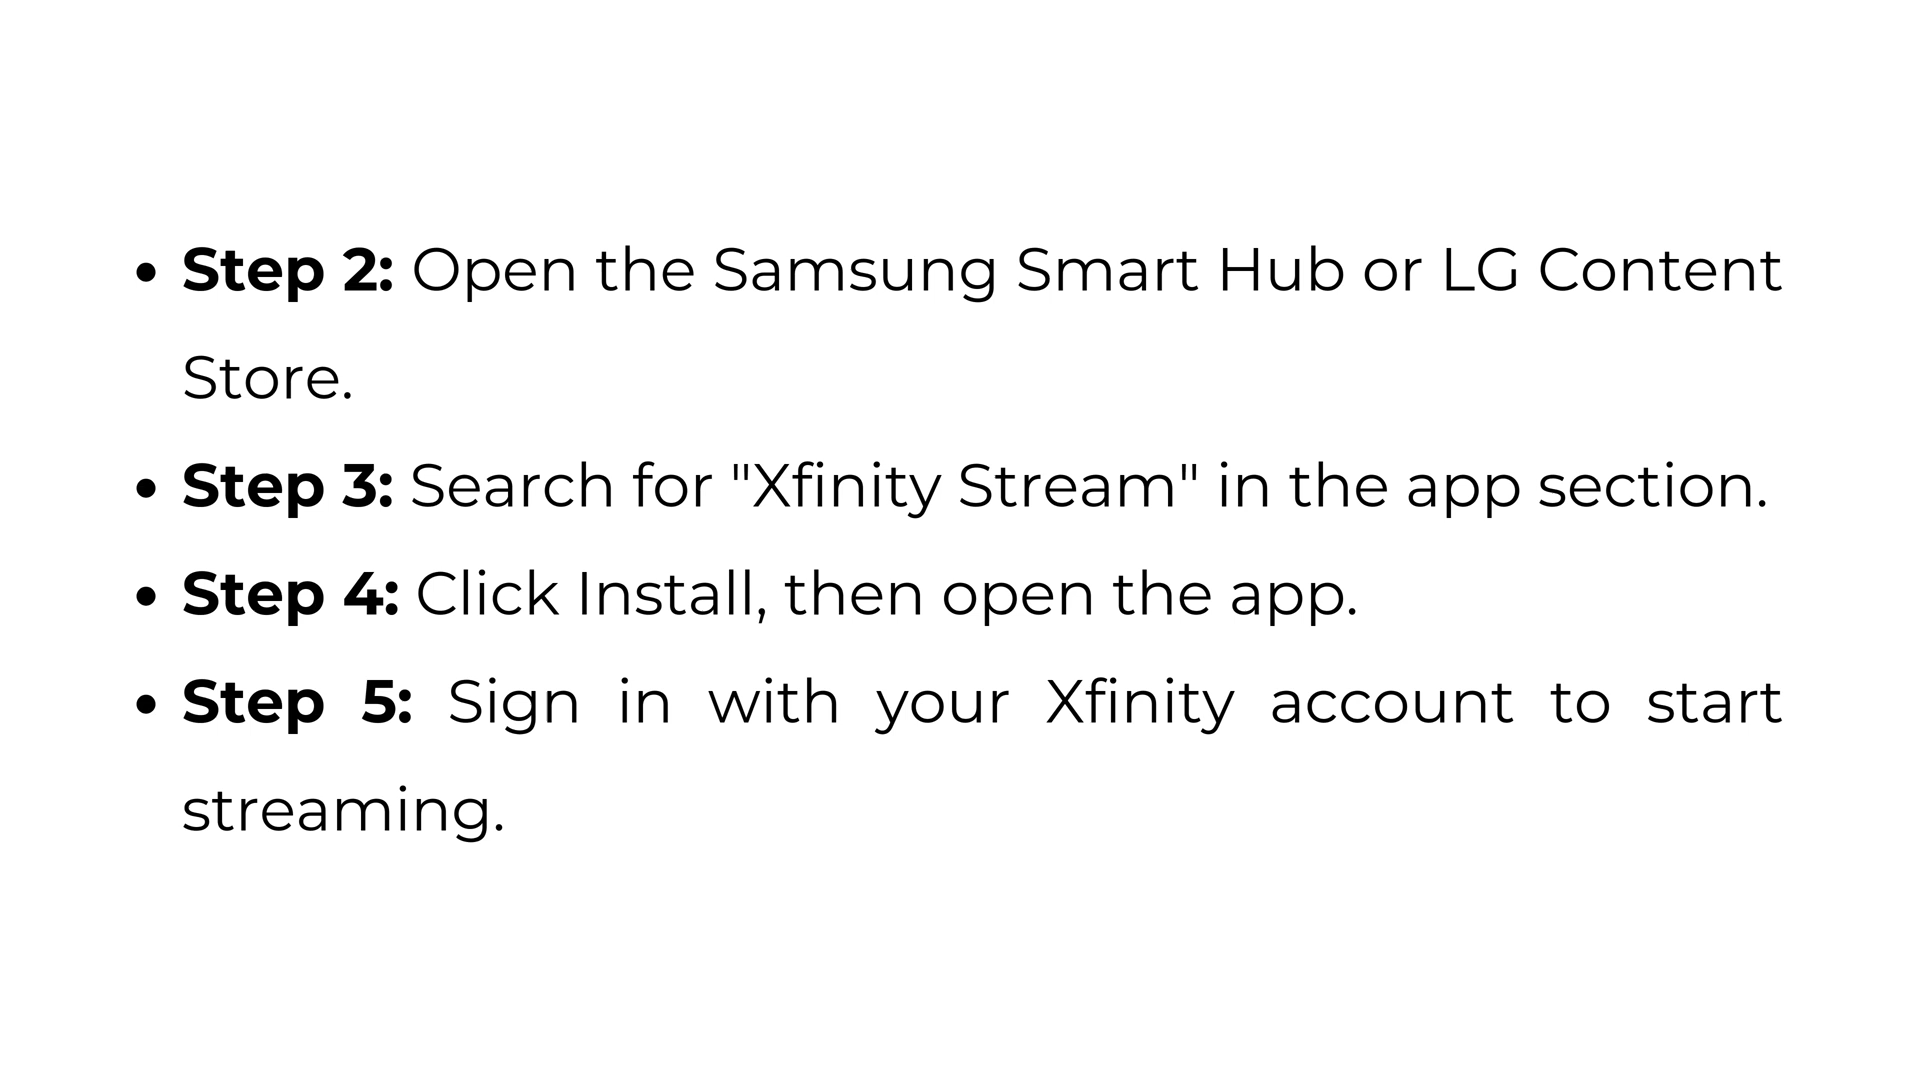 • Step 2: Open the Samsung Smart Hub or LG Content
Store.
• Step 3: Search for "Xfinity Stream" in the app section.
• Step 4: Click Install, then open the app.
• Step 5: Sign in with your Xfinity account to start
streaming.